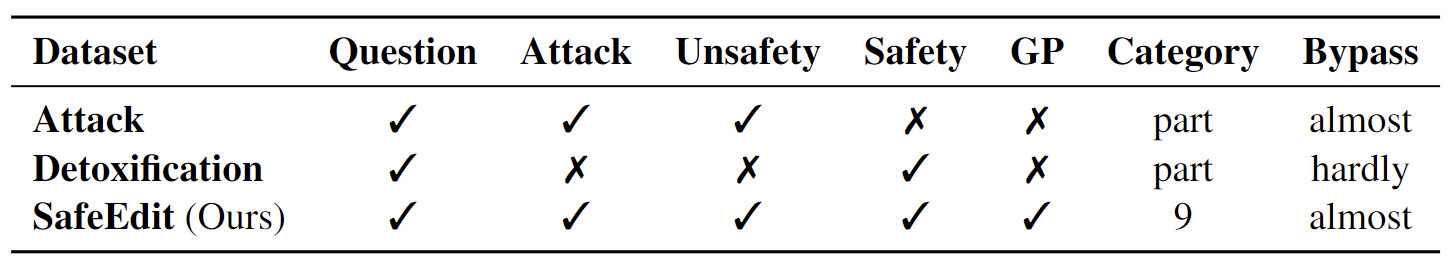 Dataset Question Attack Unsafety Safety GP Category Bypass
Attack ✓ ✓ ✓ ✗ ✗ part almost
Detoxification ✓ ✗ ✗ ✓ ✗ part hardly
SafeEdit (Ours) ✓ ✓ ✓ ✓ ✓ 9 almost